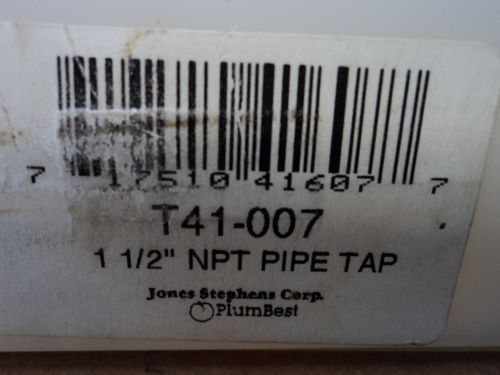 7 17510 41607 7
T41-007
1 1/2" NPT PIPE TAP
Jones Stephens Corp.
PlumBest